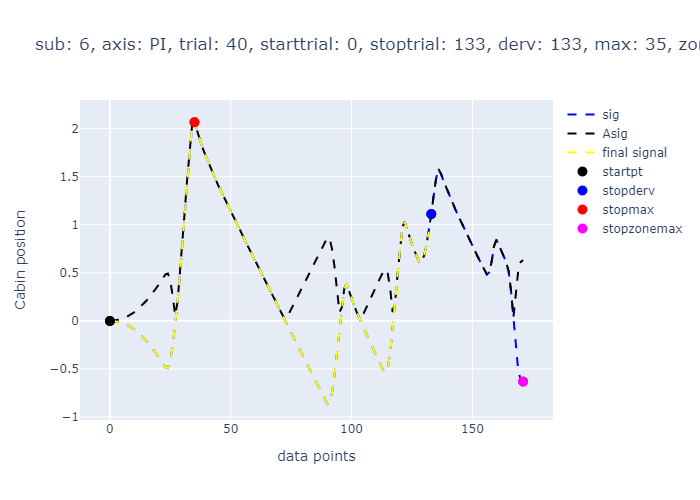 sub: 6, axis: PI, trial: 40, starttrial: 0, stoptrial: 133, derv: 133, max: 35,
sig
Asig
final signal
startpt
stopderv
stopmax
stopzonemax
Cabin position
2
1.5
1
0.5
0
−0.5
−1
0
50
100
150
data points